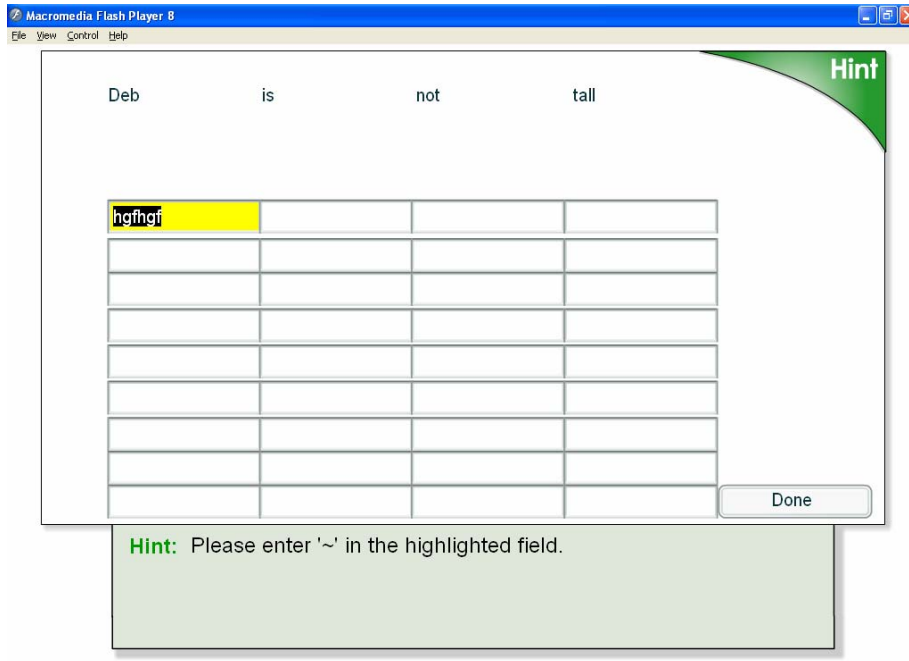 Macromedia Flash Player 8
File View Control Help
Hint
Deb is not tall
hgfhgf
Done
Hint: Please enter '~' in the highlighted field.